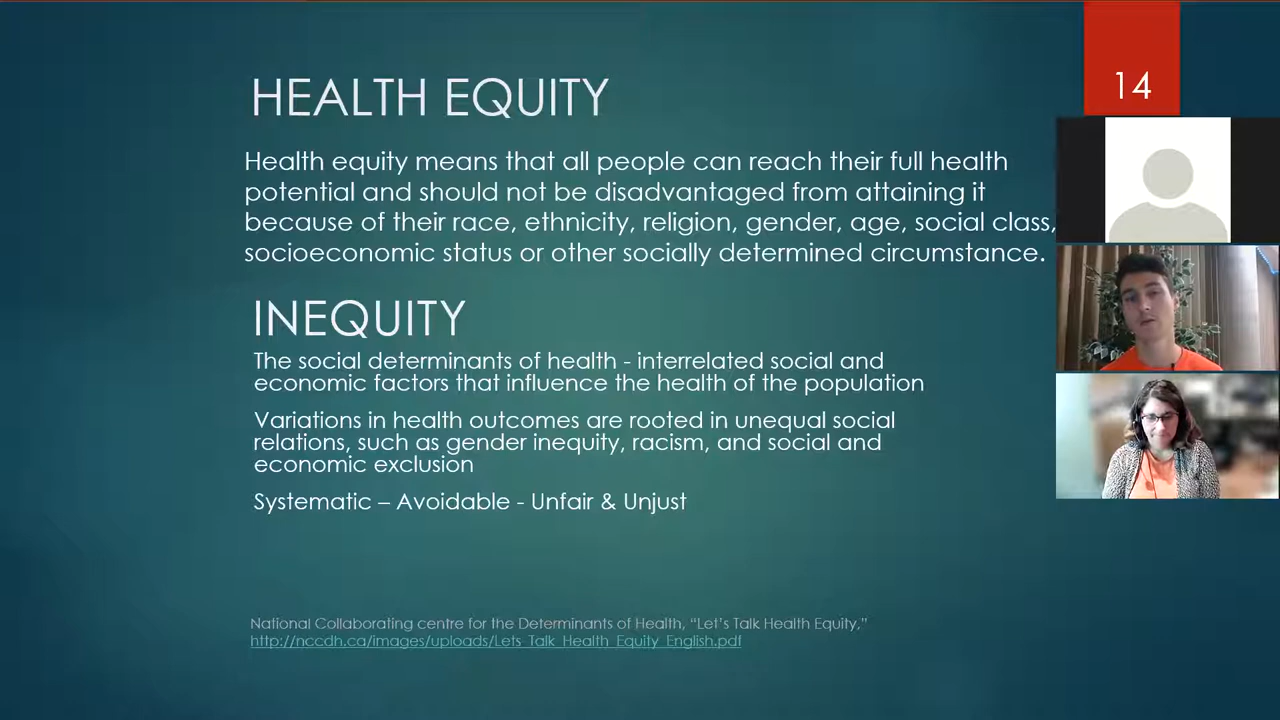 14
HEALTH EQUITY
Health equity means that all people can reach their full health
potential and should not be disadvantaged from attaining it
because of their race, ethnicity, religion, gender, age, social class,
socioeconomic status or other socially determined circumstance.
INEQUITY
The social determinants of health - interrelated social and
economic factors that influence the health of the population
Variations in health outcomes are rooted in unequal social
relations, such as gender inequity, racism, and social and
economic exclusion
Systematic – Avoidable - Unfair & Unjust
National Collaborating centre for the Determinants of Health, “Let’s Talk Health Equity,”
http://nccdh.ca/images/uploads/Lets_Talk_Health_Equity_English.pdf